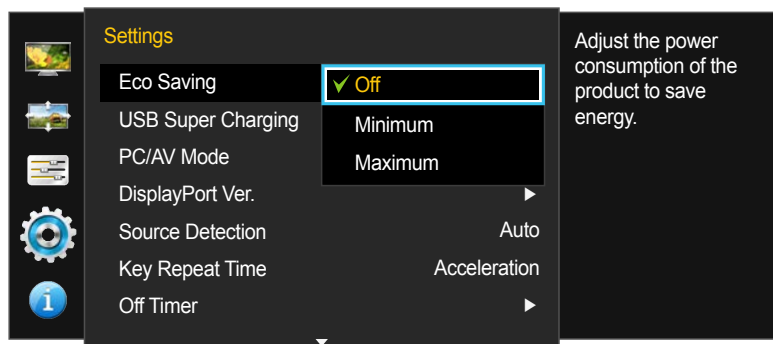 Settings
Eco Saving
Off
USB Super Charging
Minimum
PC/AV Mode
Maximum
DisplayPort Ver.
Source Detection
Auto
Key Repeat Time
Acceleration
Off Timer
Adjust the power
consumption of the
product to save
energy.